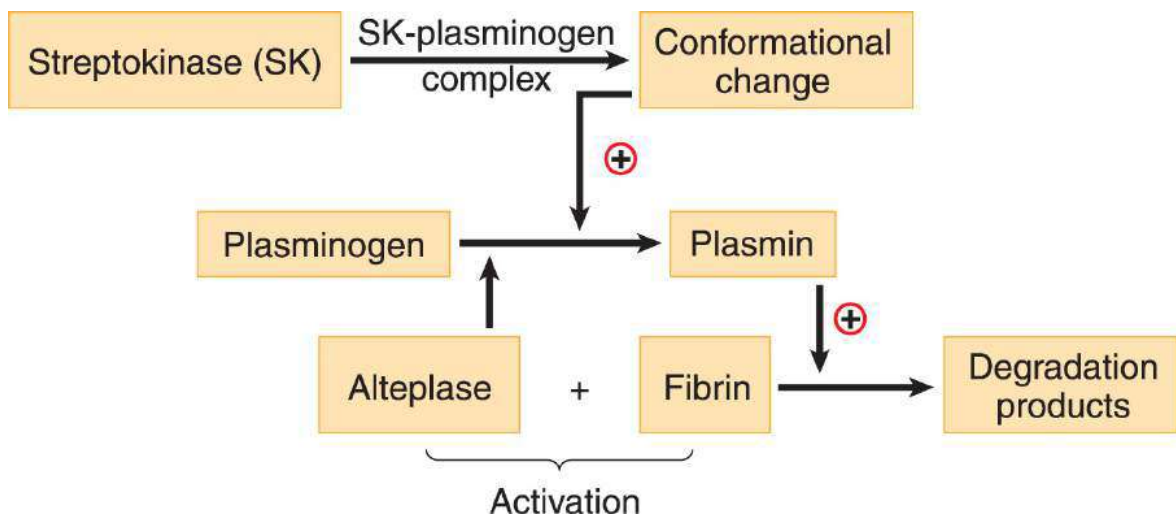 Streptokinase (SK)
SK-plasminogen
complex
Conformational
change
+
Plasminogen
Plasmin
+
Alteplase
+
Fibrin
Degradation
products
Activation